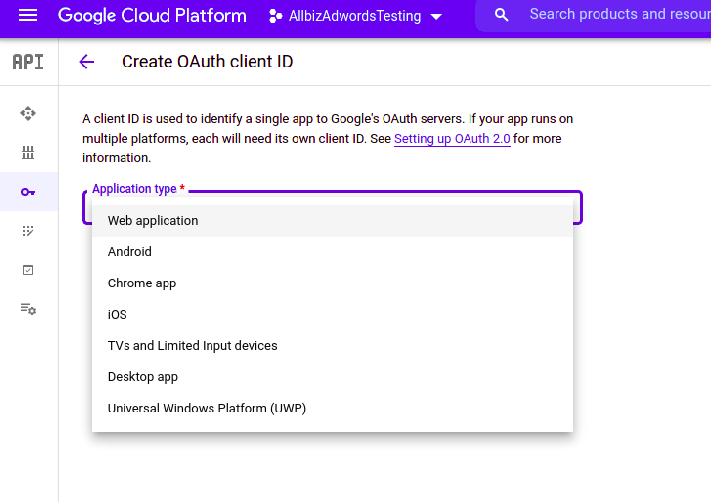 Google Cloud Platform
AllbizAdwordsTesting
Search products and resour
API
Create OAuth client ID
A client ID is used to identify a single app to Google's OAuth servers. If your app runs on
multiple platforms, each will need its own client ID. See Setting up OAuth 2.0 for more
information.
Application type *
Web application
Android
Chrome app
iOS
TVs and Limited Input devices
Desktop app
Universal Windows Platform (UWP)